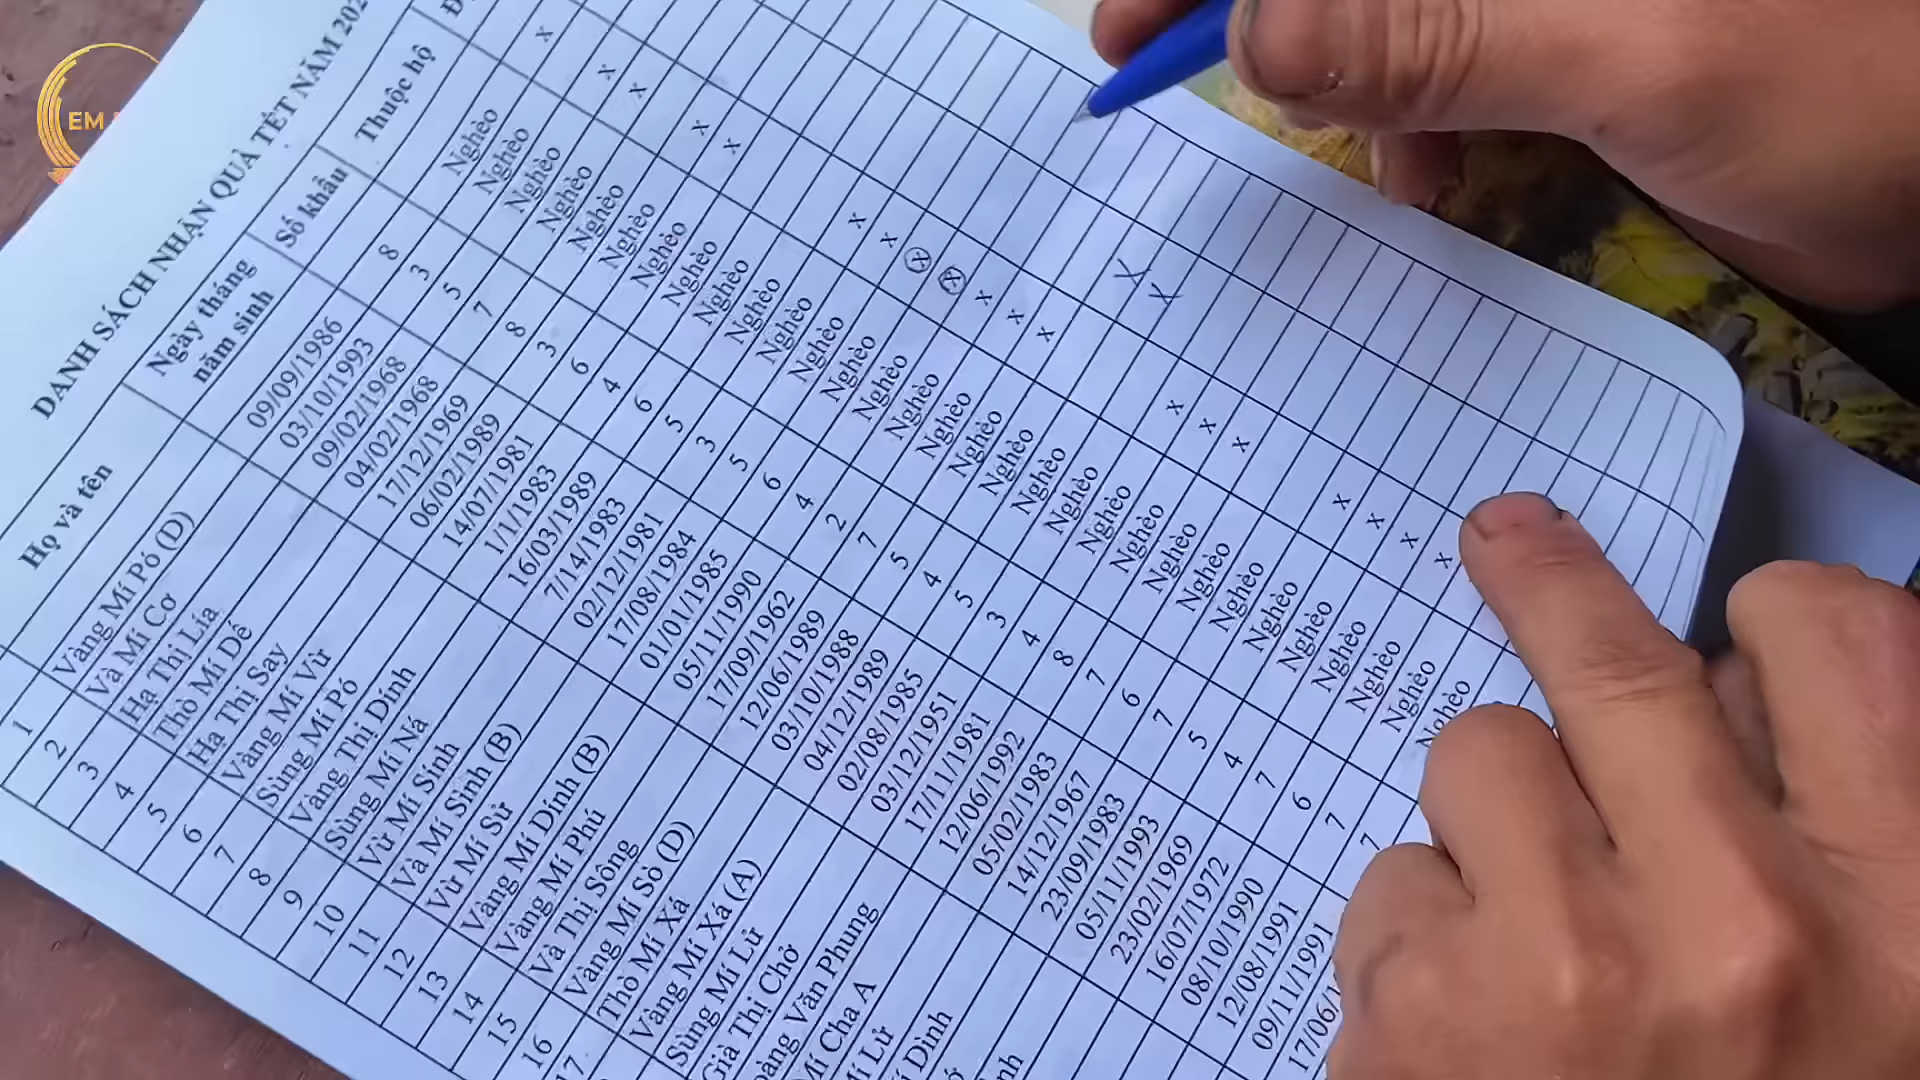 DANH SÁCH NHẬN QUÀ TẾT NĂM 202
Họ và tên Ngày tháng năm sinh Số khẩu Thuộc hộ
1 Vàng Mí Pó (D) 09/09/1986 8 Nghèo x
2 Và Mí Cơ 03/10/1993 3 Nghèo
3 Hạ Thị Lía 09/02/1968 5 Nghèo x
4 Thò Mí Dế 04/02/1968 7 Nghèo x
5 Hạ Thị Say 17/12/1969 8 Nghèo
6 Vàng Mí Vừ 06/02/1989 3 Nghèo x
7 Sùng Mí Pó 14/07/1981 6 Nghèo x
8 Vàng Thị Dính 1/1/1983 4 Nghèo
9 Sùng Mí Ná 16/03/1989 6 Nghèo
10 Vừ Mí Sính 7/14/1983 5 Nghèo
11 Và Mí Sình (B) 02/12/1981 3 Nghèo x
12 Vừ Mí Sử 17/08/1984 5 Nghèo x
13 Vàng Mí Dính (B) 01/01/1985 6 Nghèo x
14 Vàng Mí Phú 05/11/1990 4 Nghèo x
15 Và Thị Sông 17/09/1962 2 Nghèo x
16 Vàng Mí Sò (D) 12/06/1989 7 Nghèo x
17 Thò Mí Xá 03/10/1988 5 Nghèo x
Vàng Mí Xá (A) 04/12/1989 4 Nghèo X
Sùng Mí Lử 02/08/1985 5 Nghèo X
Già Thị Chở 03/12/1951 3 Nghèo
oàng Văn Phung 17/11/1981 4 Nghèo x
Mí Cha A 12/06/1992 8 Nghèo x
Mí Lử 05/02/1983 7 Nghèo x
í Dình 14/12/1967 6 Nghèo
23/09/1983 7 Nghèo
05/11/1993 5 Nghèo x
23/02/1969 4 Nghèo x
16/07/1972 7 Nghèo x
08/10/1990 6 Nghèo x
12/08/1991 7 Nghèo
09/11/1991 7 Nghèo
17/06/1
EM